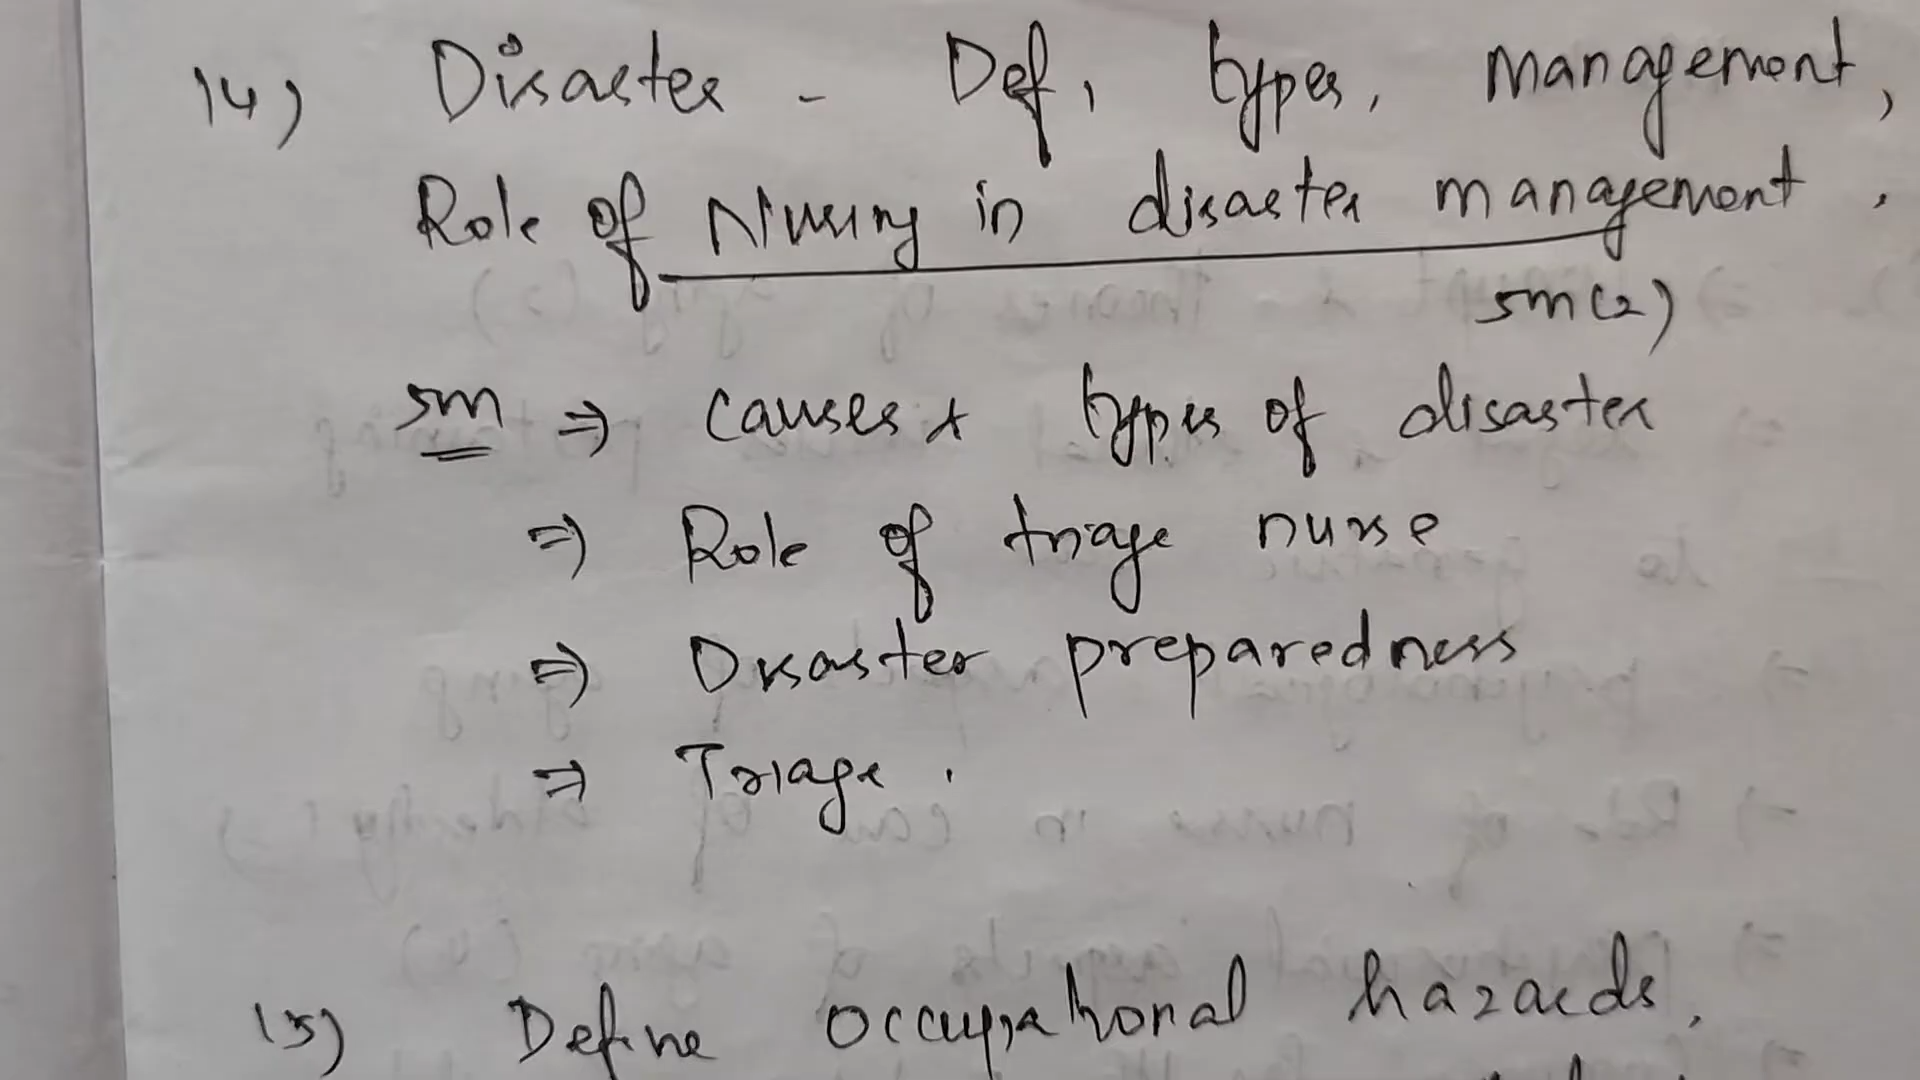 14) Disaster - Def, types, management,
Role of Nursing in disaster management.
5m(2)
5m ⇒ causes & types of disaster
⇒ Role of triage nurse
⇒ Disaster preparedness
⇒ Triage.
15) Define occupational hazards,